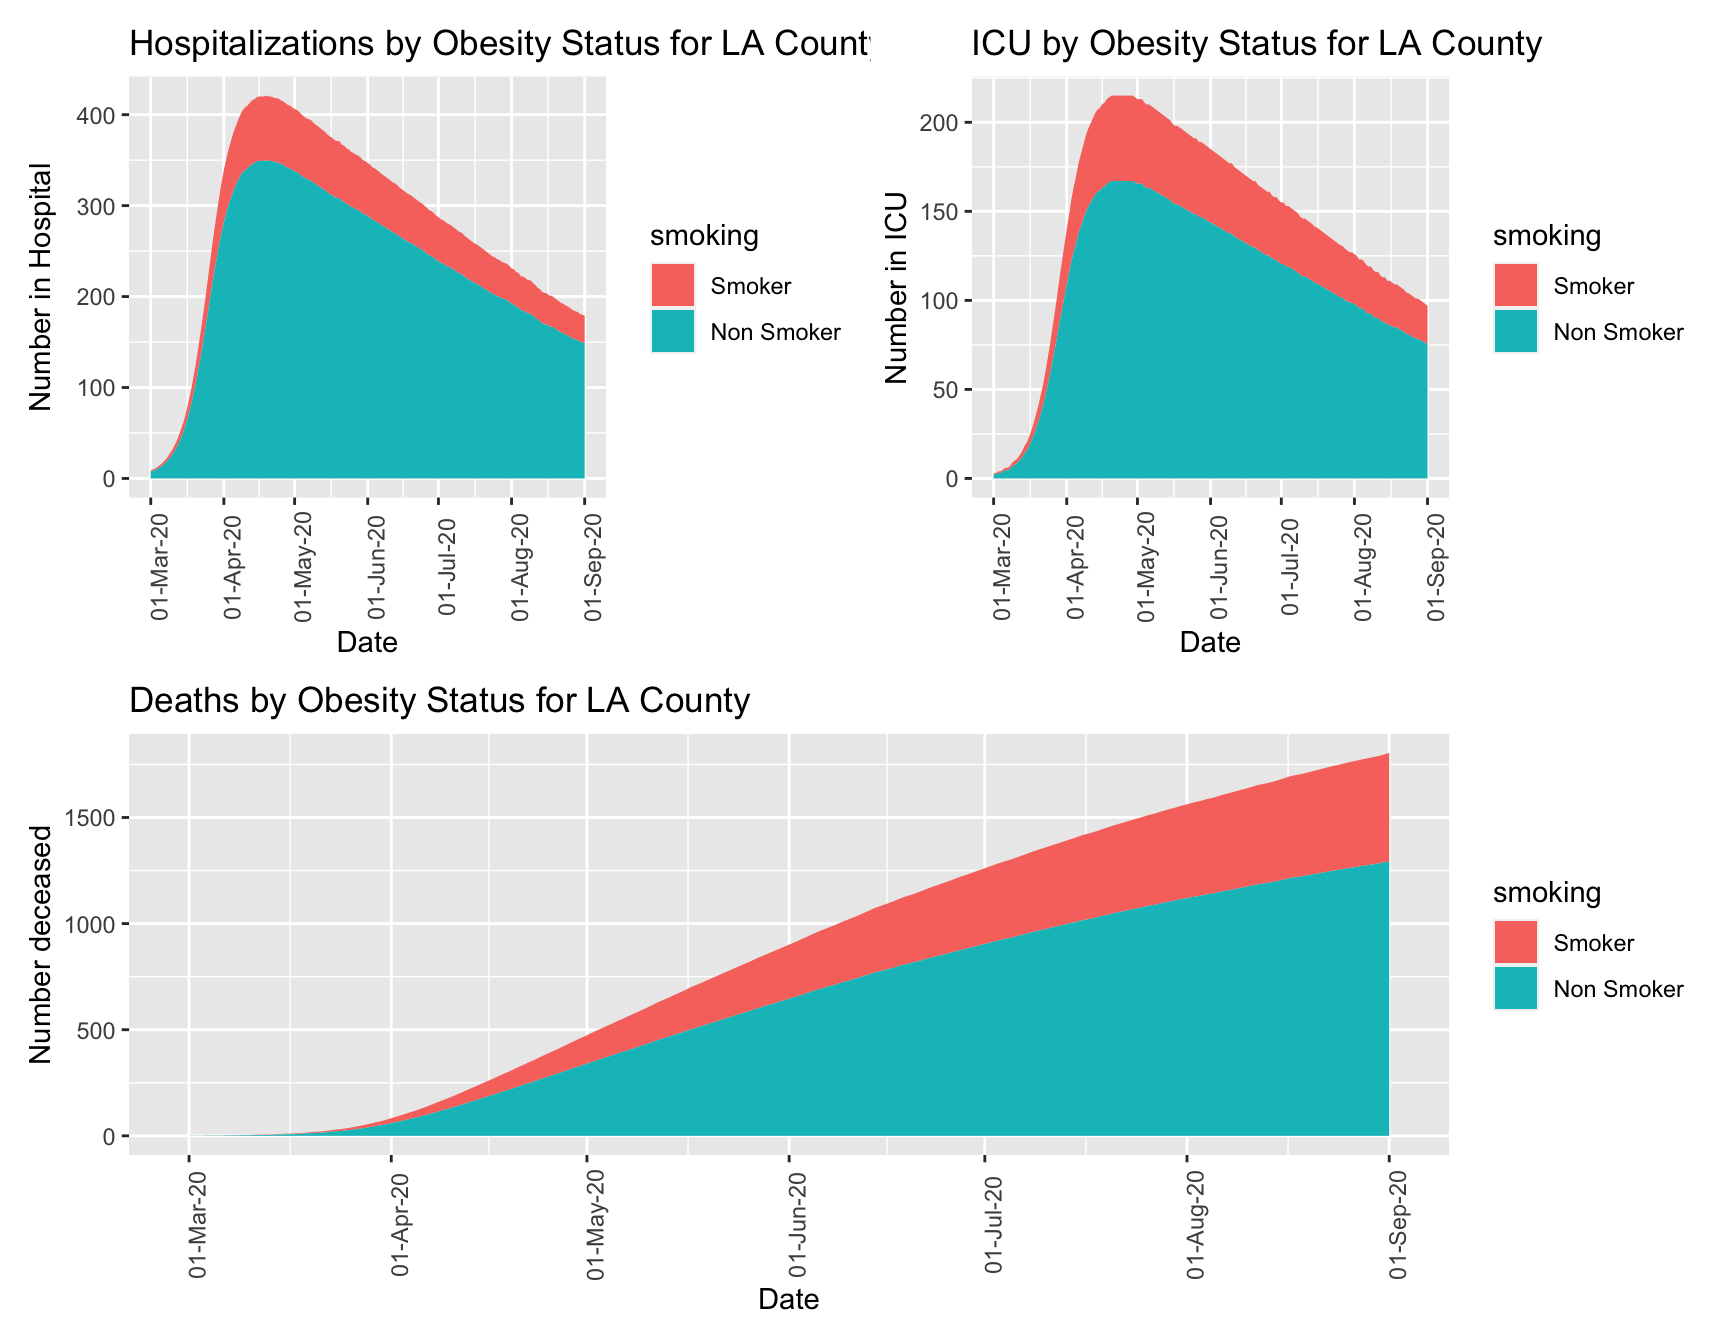 Hospitalizations by Obesity Status for LA County
Number in Hospital
400
300
200
100
0
01-Mar-20
01-Apr-20
01-May-20
01-Jun-20
01-Jul-20
01-Aug-20
01-Sep-20
Date
smoking
Smoker
Non Smoker
ICU by Obesity Status for LA County
Number in ICU
200
150
100
50
0
01-Mar-20
01-Apr-20
01-May-20
01-Jun-20
01-Jul-20
01-Aug-20
01-Sep-20
Date
smoking
Smoker
Non Smoker
Deaths by Obesity Status for LA County
Number deceased
1500
1000
500
0
01-Mar-20
01-Apr-20
01-May-20
01-Jun-20
01-Jul-20
01-Aug-20
01-Sep-20
Date
smoking
Smoker
Non Smoker